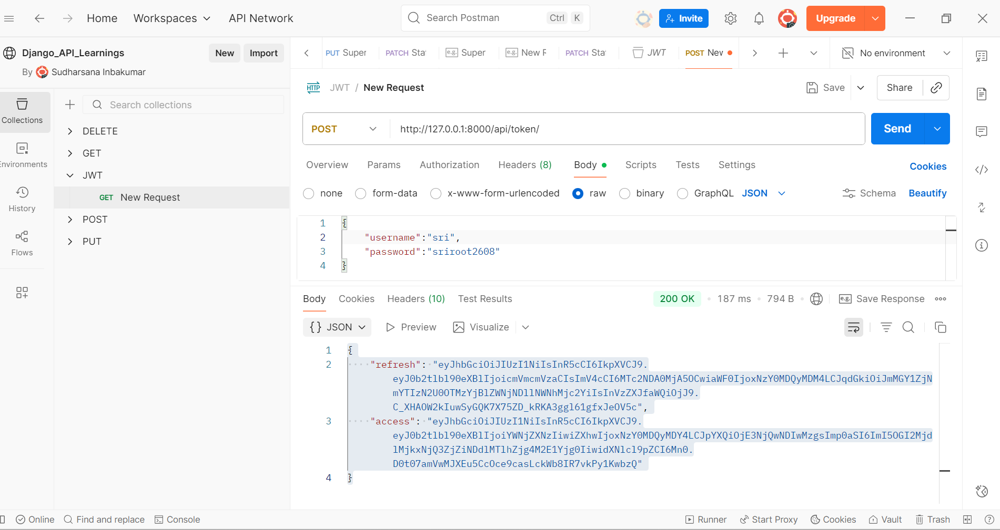 Home Workspaces API Network Search Postman Ctrl K Invite Upgrade
Django_API_Learnings New Import
By Sudharsana Inbakumar
PUT Super PATCH Sta e.g. Super e.g. New F PATCH Sta JWT POST New No environment
JWT / New Request Save Share
Collections
Search collections
DELETE
GET
JWT
GET New Request
POST
PUT
Environments
History
Flows
POST http://127.0.0.1:8000/api/token/ Send
Overview Params Authorization Headers (8) Body Scripts Tests Settings Cookies
none form-data x-www-form-urlencoded raw binary GraphQL JSON Schema Beautify
1 {
2 "username":"sri",
3 "password":"sriroot2608"
4 }
Body Cookies Headers (10) Test Results 200 OK • 187 ms • 794 B e.g. Save Response
{} JSON Preview Visualize
1 {
2 "refresh": "eyJhbGciOiJIUzI1NiIsInR5cCI6IkpXVCJ9.
eyJ0b2tlbl90eXBlIjoicmVmcmVzaCIsImV4cCI6MTc2NDA0MjA5OCwiaWF0IjoxNzY0MDQyMDM4LCJqdGkiOiJmMGY1ZjN
mYTIzN2U0OTMzYjBlZWNjNDllNWNhMjc2YiIsInVzZXJfaWQiOjJ9.
C_XHAOW2kIuwSyGQK7X75ZD_kRKA3ggl61gfxJeOV5c",
3 "access": "eyJhbGciOiJIUzI1NiIsInR5cCI6IkpXVCJ9.
eyJ0b2tlbl90eXBlIjoiYWNjZXNzIiwiZXhwIjoxNzY0MDQyMDY4LCJpYXQiOjE3NjQwNDIwMzgsImp0aSI6ImI5OGI2Mjd
lMjkxNjQ3ZjZiNDdlMTlhZjg4M2E1Yjg0IiwidXNlcl9pZCI6Mn0.
D0t07amVwMJXEu5CcOce9casLckWb8IR7vkPy1KwbzQ"
4 }
Online Find and replace Console Runner Start Proxy Cookies Vault Trash